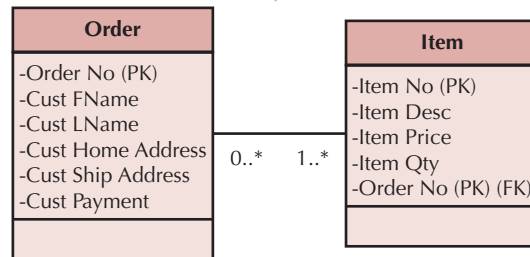 Order
-Order No (PK)
-Cust FName
-Cust LName
-Cust Home Address
-Cust Ship Address
-Cust Payment
0..* 1..*
Item
-Item No (PK)
-Item Desc
-Item Price
-Item Qty
-Order No (PK) (FK)